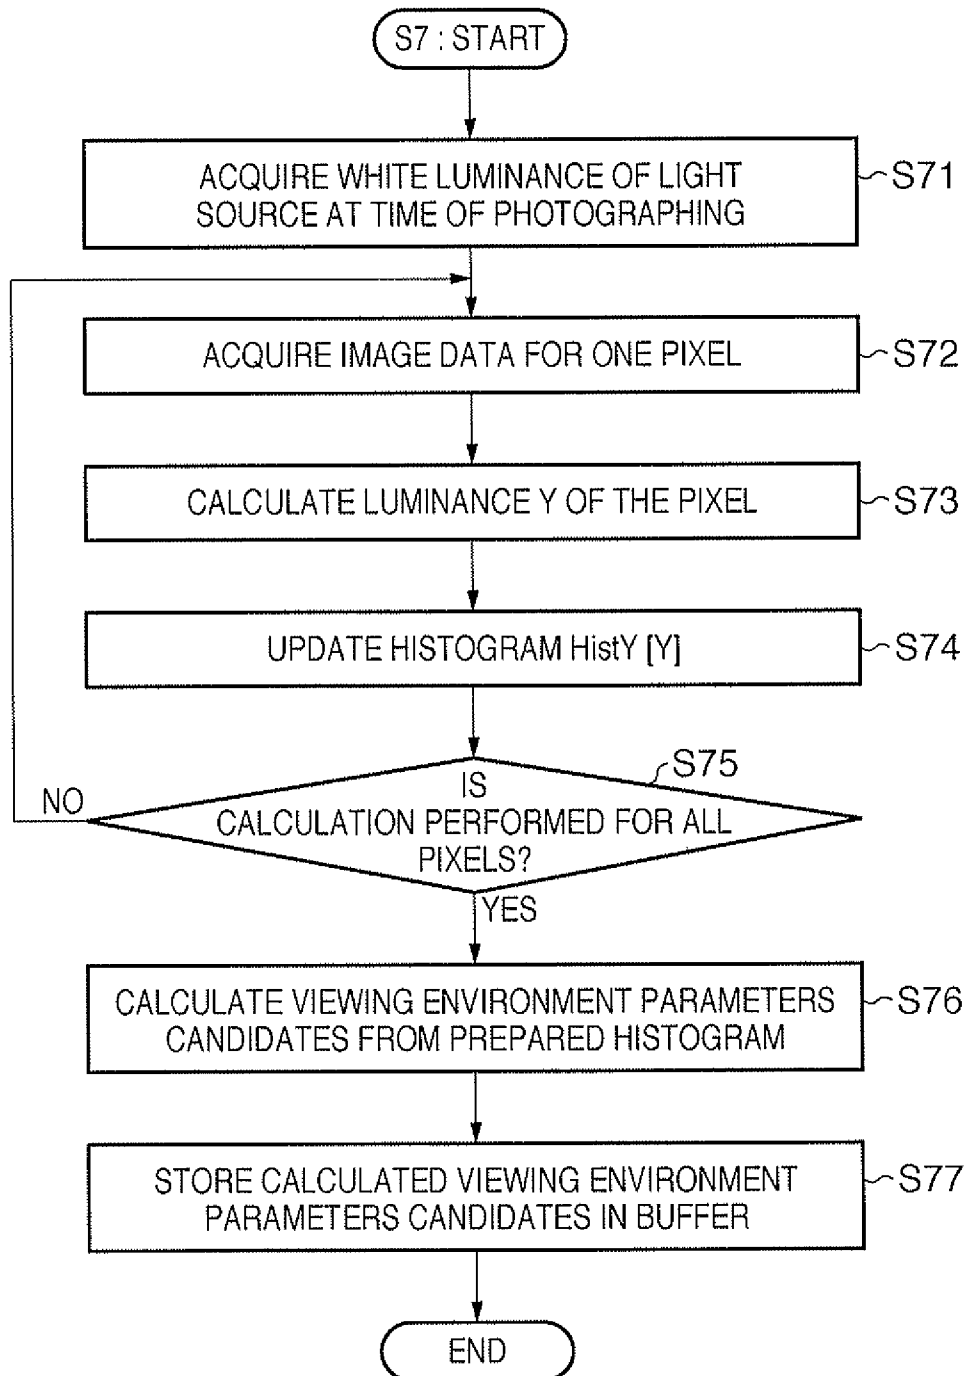 S7 : START
ACQUIRE WHITE LUMINANCE OF LIGHT
SOURCE AT TIME OF PHOTOGRAPHING
S71
ACQUIRE IMAGE DATA FOR ONE PIXEL
S72
CALCULATE LUMINANCE Y OF THE PIXEL
S73
UPDATE HISTOGRAM HistY [Y]
S74
S75
IS
CALCULATION PERFORMED FOR ALL
PIXELS?
NO
YES
CALCULATE VIEWING ENVIRONMENT PARAMETERS
CANDIDATES FROM PREPARED HISTOGRAM
S76
STORE CALCULATED VIEWING ENVIRONMENT
PARAMETERS CANDIDATES IN BUFFER
S77
END